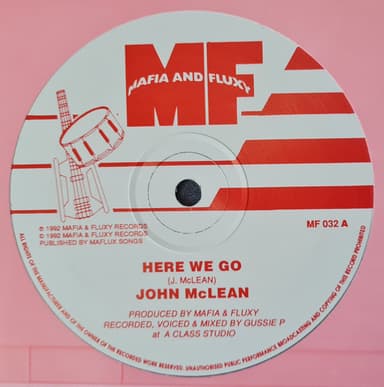 MF
MAFIA AND FLUXY
℗ 1992 MAFIA & FLUXY RECORDS
© 1992 MAFIA & FLUXY RECORDS
PUBLISHED BY MAFLUX SONGS
MF 032 A
HERE WE GO
(J. McLEAN)
JOHN McLEAN
PRODUCED BY MAFIA & FLUXY
RECORDED, VOICED & MIXED BY GUSSIE P
at A CLASS STUDIO
ALL RIGHTS OF THE MANUFACTURER AND OF THE OWNER OF THE RECORDED WORK RESERVED. UNAUTHORISED PUBLIC PERFORMANCE BROADCASTING AND COPYING OF THIS RECORD PROHIBITED